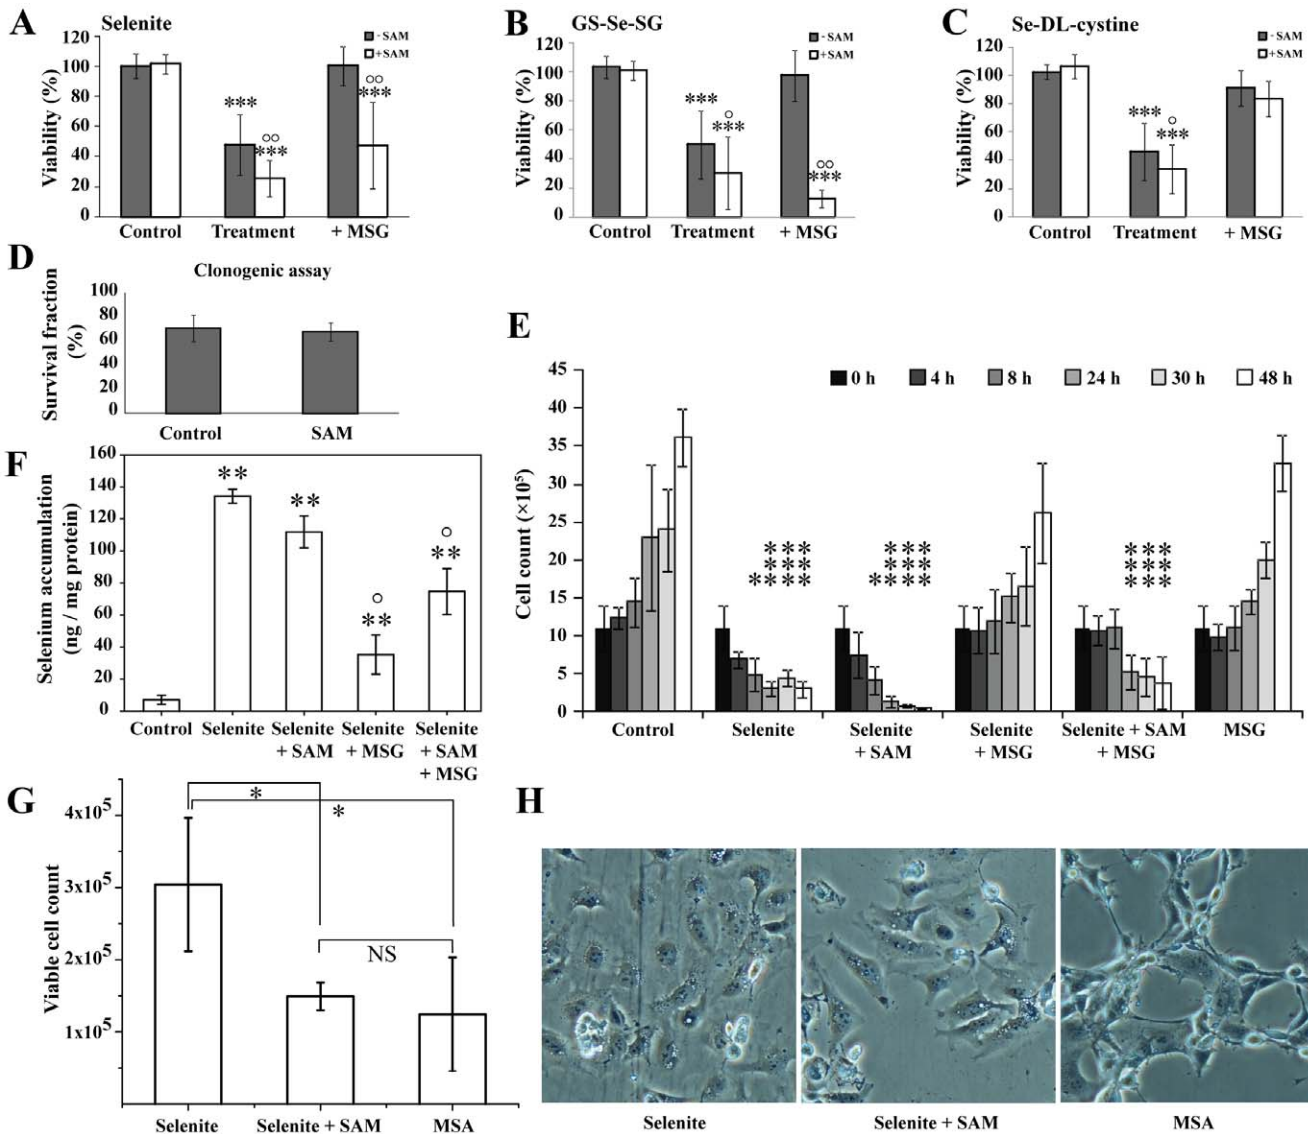 A
Selenite
- SAM
+SAM
Viability (%)
120
100
80
60
40
20
0
***
○○
***
○○
***
Control
Treatment
+ MSG
B
GS-Se-SG
- SAM
+SAM
Viability (%)
120
100
80
60
40
20
0
***
○
***
○○
***
Control
Treatment
+ MSG
C
Se-DL-cystine
- SAM
+SAM
Viability (%)
120
100
80
60
40
20
0
***
○
***
Control
Treatment
+ MSG
D
Clonogenic assay
Survival fraction
(%)
100
80
60
40
20
0
Control
SAM
E
Cell count (×10⁵)
45
40
35
30
25
20
15
10
5
0
0 h
4 h
8 h
24 h
30 h
48 h
***
***
****
***
***
****
***
***
***
Control
Selenite
Selenite
+ SAM
Selenite
+ MSG
Selenite + SAM
+ MSG
MSG
F
Selenium accumulation
(ng / mg protein)
160
140
120
100
80
60
40
20
0
**
**
○
**
○
**
Control
Selenite
Selenite
+ SAM
Selenite
+ MSG
Selenite
+ SAM
+ MSG
G
Viable cell count
4x10⁵
3x10⁵
2x10⁵
1x10⁵
*
*
NS
Selenite
Selenite + SAM
MSA
H
Selenite
Selenite + SAM
MSA